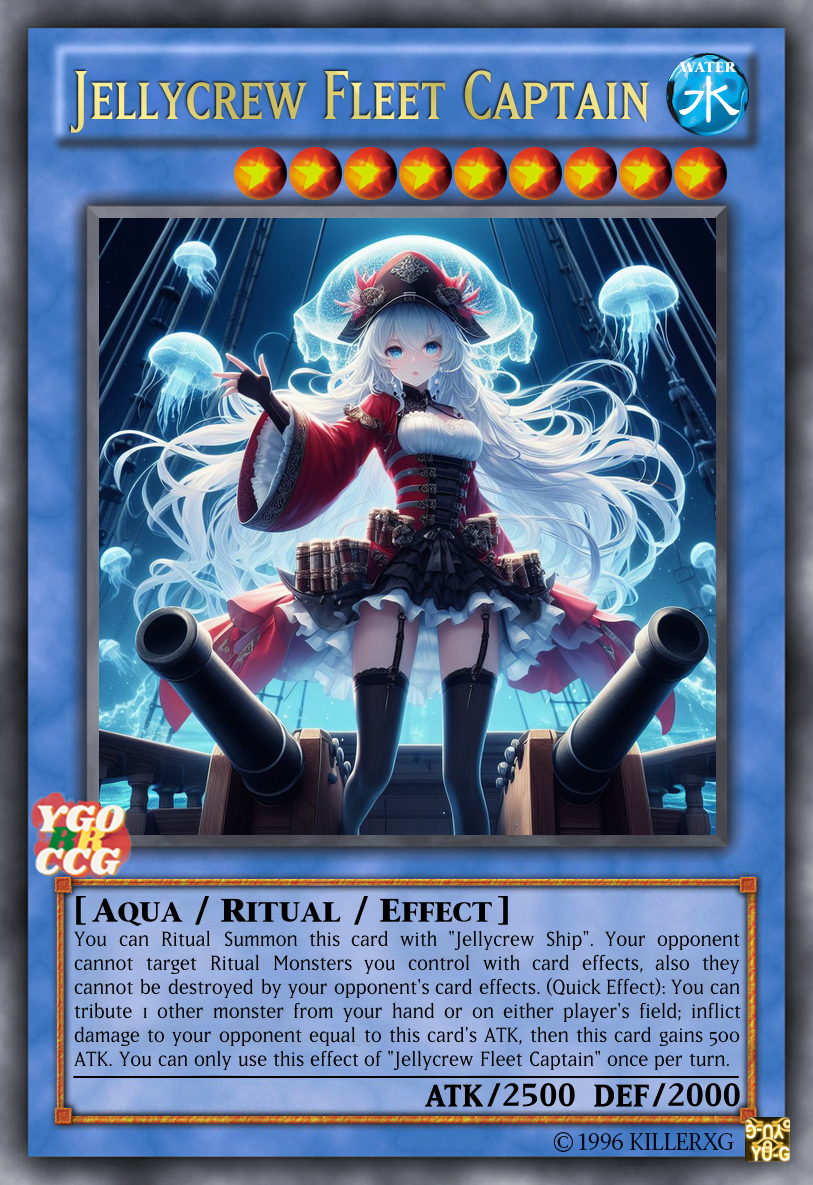 Jellycrew Fleet Captain
WATER
水
[ Aqua / Ritual / Effect ]
You can Ritual Summon this card with "Jellycrew Ship". Your opponent
cannot target Ritual Monsters you control with card effects, also they
cannot be destroyed by your opponent's card effects. (Quick Effect): You can
tribute 1 other monster from your hand or on either player's field; inflict
damage to your opponent equal to this card's ATK, then this card gains 500
ATK. You can only use this effect of "Jellycrew Fleet Captain" once per turn.
ATK/2500 DEF/2000
YGO
RR
CCG
© 1996 KILLERXG
YU-G